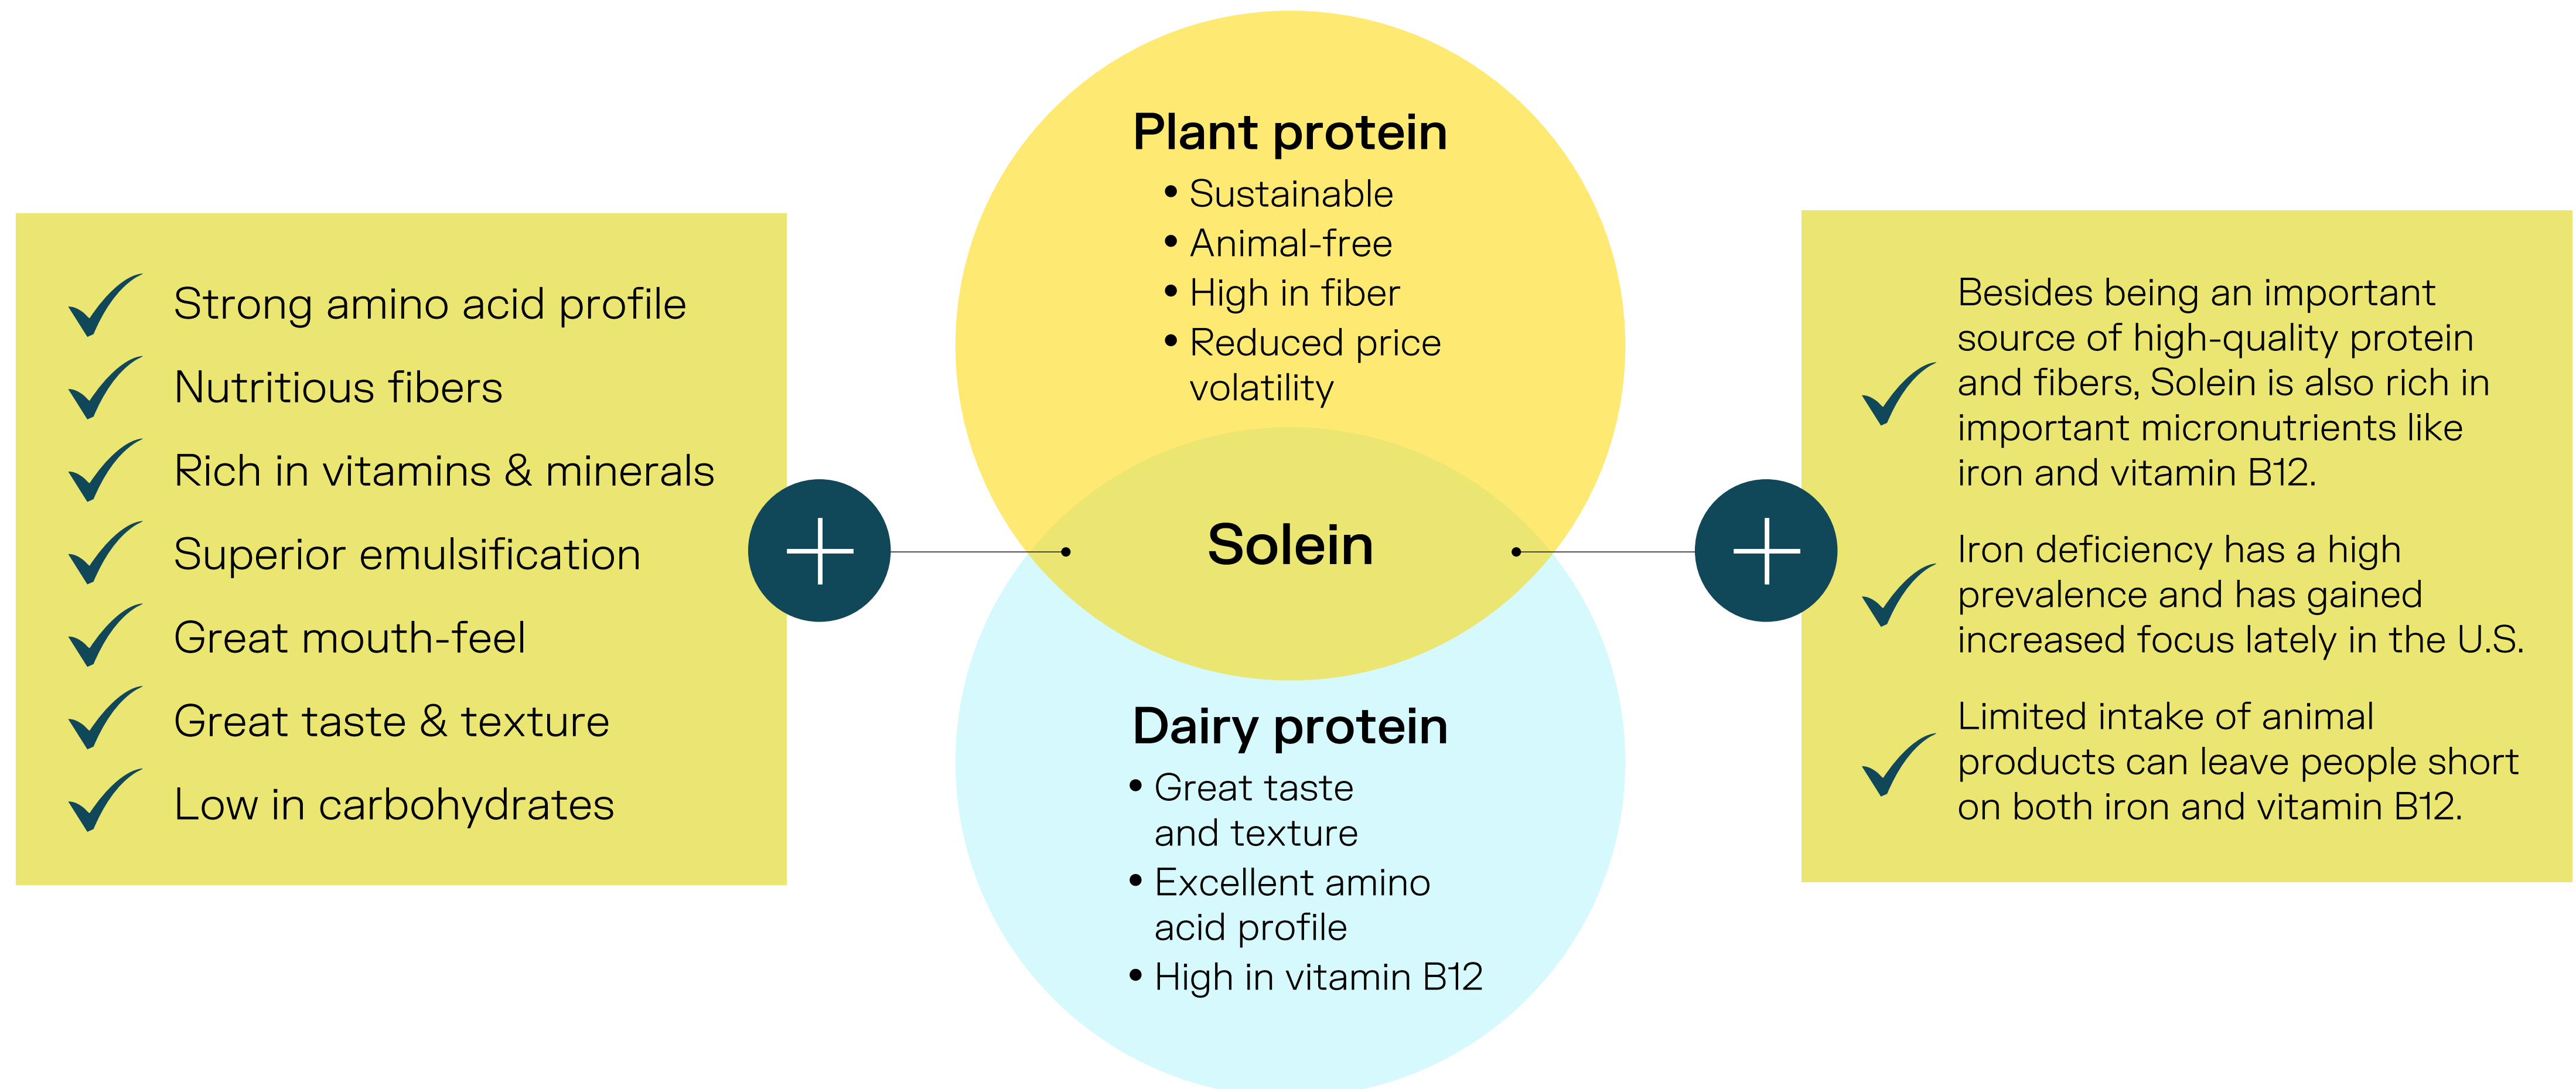 Strong amino acid profile
Nutritious fibers
Rich in vitamins & minerals
Superior emulsification
Great mouth-feel
Great taste & texture
Low in carbohydrates
Plant protein
• Sustainable
• Animal-free
• High in fiber
• Reduced price
volatility
Solein
Dairy protein
• Great taste
and texture
• Excellent amino
acid profile
• High in vitamin B12
Besides being an important
source of high-quality protein
and fibers, Solein is also rich in
important micronutrients like
iron and vitamin B12.
Iron deficiency has a high
prevalence and has gained
increased focus lately in the U.S.
Limited intake of animal
products can leave people short
on both iron and vitamin B12.